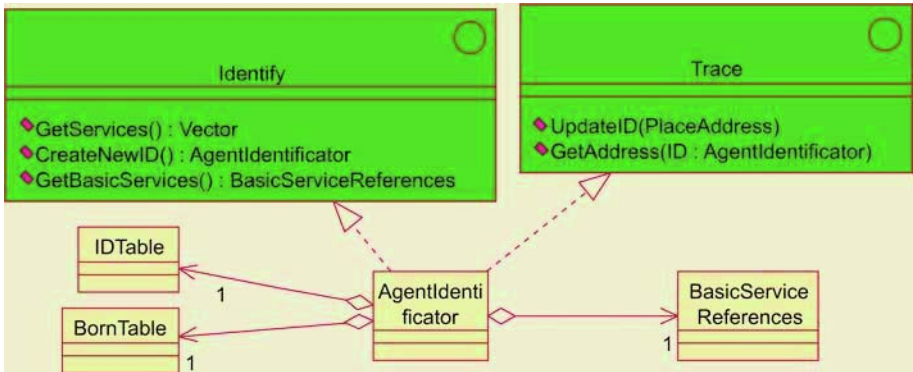 Identify
GetServices() : Vector
CreateNewID() : AgentIdentificator
GetBasicServices() : BasicServiceReferences
Trace
UpdateID(PlaceAddress)
GetAddress(ID : AgentIdentificator)
IDTable
1
BornTable
1
AgentIdenti
ficator
BasicService
References
1